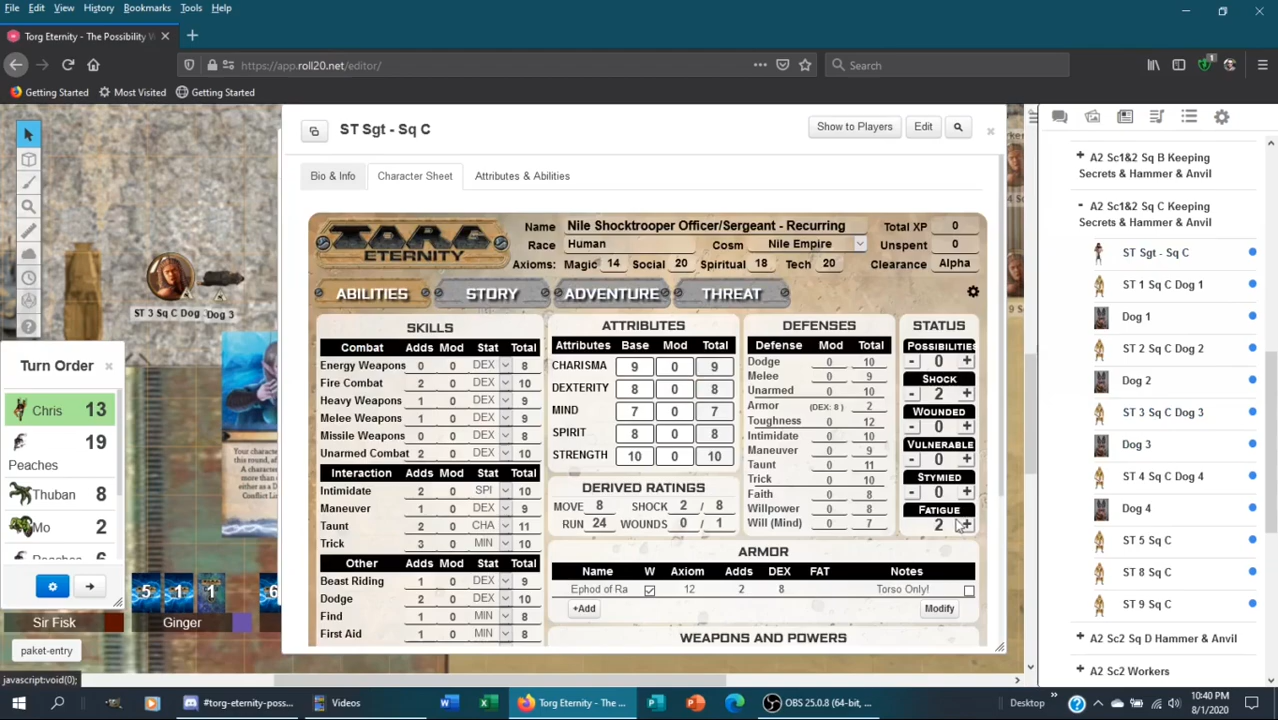 File Edit View History Bookmarks Tools Help
Torg Eternity - The Possibility W
https://app.roll20.net/editor/
Search
Getting Started Most Visited Getting Started
ST Sgt - Sq C
Show to Players Edit
Bio & Info Character Sheet Attributes & Abilities
TORG ETERNITY
Name Nile Shocktrooper Officer/Sergeant - Recurring Total XP 0
Race Human Cosm Nile Empire Unspent 0
Axioms: Magic 14 Social 20 Spiritual 18 Tech 20 Clearance Alpha
ABILITIES STORY ADVENTURE THREAT
SKILLS
Combat Adds Mod Stat Total
Energy Weapons 0 0 DEX 8
Fire Combat 2 0 DEX 10
Heavy Weapons 1 0 DEX 9
Melee Weapons 1 0 DEX 9
Missile Weapons 0 0 DEX 8
Unarmed Combat 2 0 DEX 10
Interaction Adds Mod Stat Total
Intimidate 2 0 SPI 10
Maneuver 1 0 DEX 9
Taunt 2 0 CHA 11
Trick 3 0 MIN 10
Other Adds Mod Stat Total
Beast Riding 1 0 DEX 9
Dodge 2 0 DEX 10
Find 1 0 MIN 8
First Aid 1 0 MIN 8
ATTRIBUTES
Attributes Base Mod Total
CHARISMA 9 0 9
DEXTERITY 8 0 8
MIND 7 0 7
SPIRIT 8 0 8
STRENGTH 10 0 10
DERIVED RATINGS
MOVE 8 SHOCK 2 / 8
RUN 24 WOUNDS 0 / 1
DEFENSES
Defense Mod Total
Dodge 0 10
Melee 0 9
Unarmed 0 10
Armor (DEX: 8 ) 2
Toughness 0 12
Intimidate 0 10
Maneuver 0 9
Taunt 0 11
Trick 0 10
Faith 0 8
Willpower 0 8
Will (Mind) 0 7
STATUS
POSSIBILITIES
- 0 +
SHOCK
- 2 +
WOUNDED
- 0 +
VULNERABLE
- 0 +
STYMIED
- 0 +
FATIGUE
2 +
ARMOR
Name W Axiom Adds DEX FAT Notes
Ephod of Ra 12 2 8 Torso Only!
+Add Modify
WEAPONS AND POWERS
ST 3 Sq C Dog Dog 3
Turn Order
Chris 13
19
Peaches
Thuban 8
Mo 2
5 1 1 6
Sir Fisk Ginger
paket-entry
javascript:void(0);
+ A2 Sc1&2 Sq B Keeping
Secrets & Hammer & Anvil
- A2 Sc1&2 Sq C Keeping
Secrets & Hammer & Anvil
ST Sgt - Sq C
ST 1 Sq C Dog 1
Dog 1
ST 2 Sq C Dog 2
Dog 2
ST 3 Sq C Dog 3
Dog 3
ST 4 Sq C Dog 4
Dog 4
ST 5 Sq C
ST 8 Sq C
ST 9 Sq C
+ A2 Sc2 Sq D Hammer & Anvil
+ A2 Sc2 Workers
#torg-eternity-poss... Videos Torg Eternity - The ... OBS 25.0.8 (64-bit, ... Desktop
10:40 PM
8/1/2020